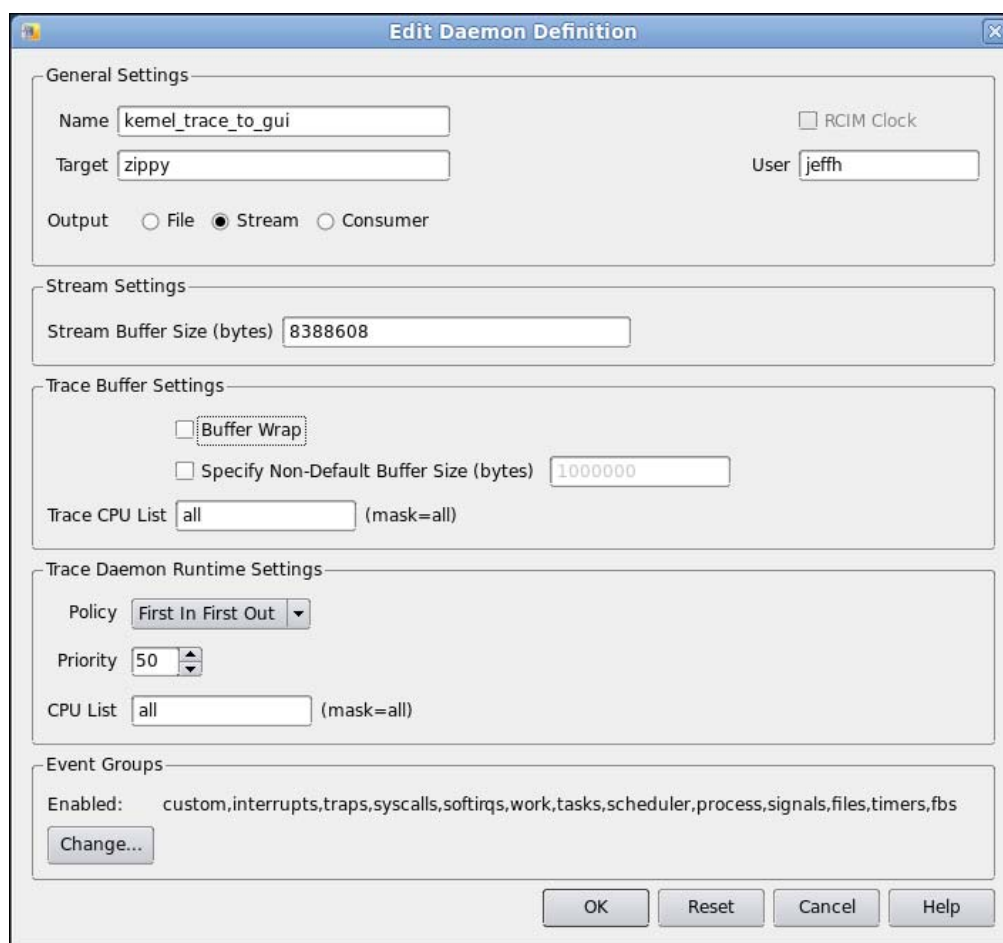 Edit Daemon Definition
General Settings
Name kernel_trace_to_gui RCIM Clock
Target zippy User jeffh
Output File Stream Consumer
Stream Settings
Stream Buffer Size (bytes) 8388608
Trace Buffer Settings
Buffer Wrap
Specify Non-Default Buffer Size (bytes) 1000000
Trace CPU List all (mask=all)
Trace Daemon Runtime Settings
Policy First In First Out
Priority 50
CPU List all (mask=all)
Event Groups
Enabled: custom,interrupts,traps,syscalls,softirqs,work,tasks,scheduler,process,signals,files,timers,fbs
Change...
OK Reset Cancel Help